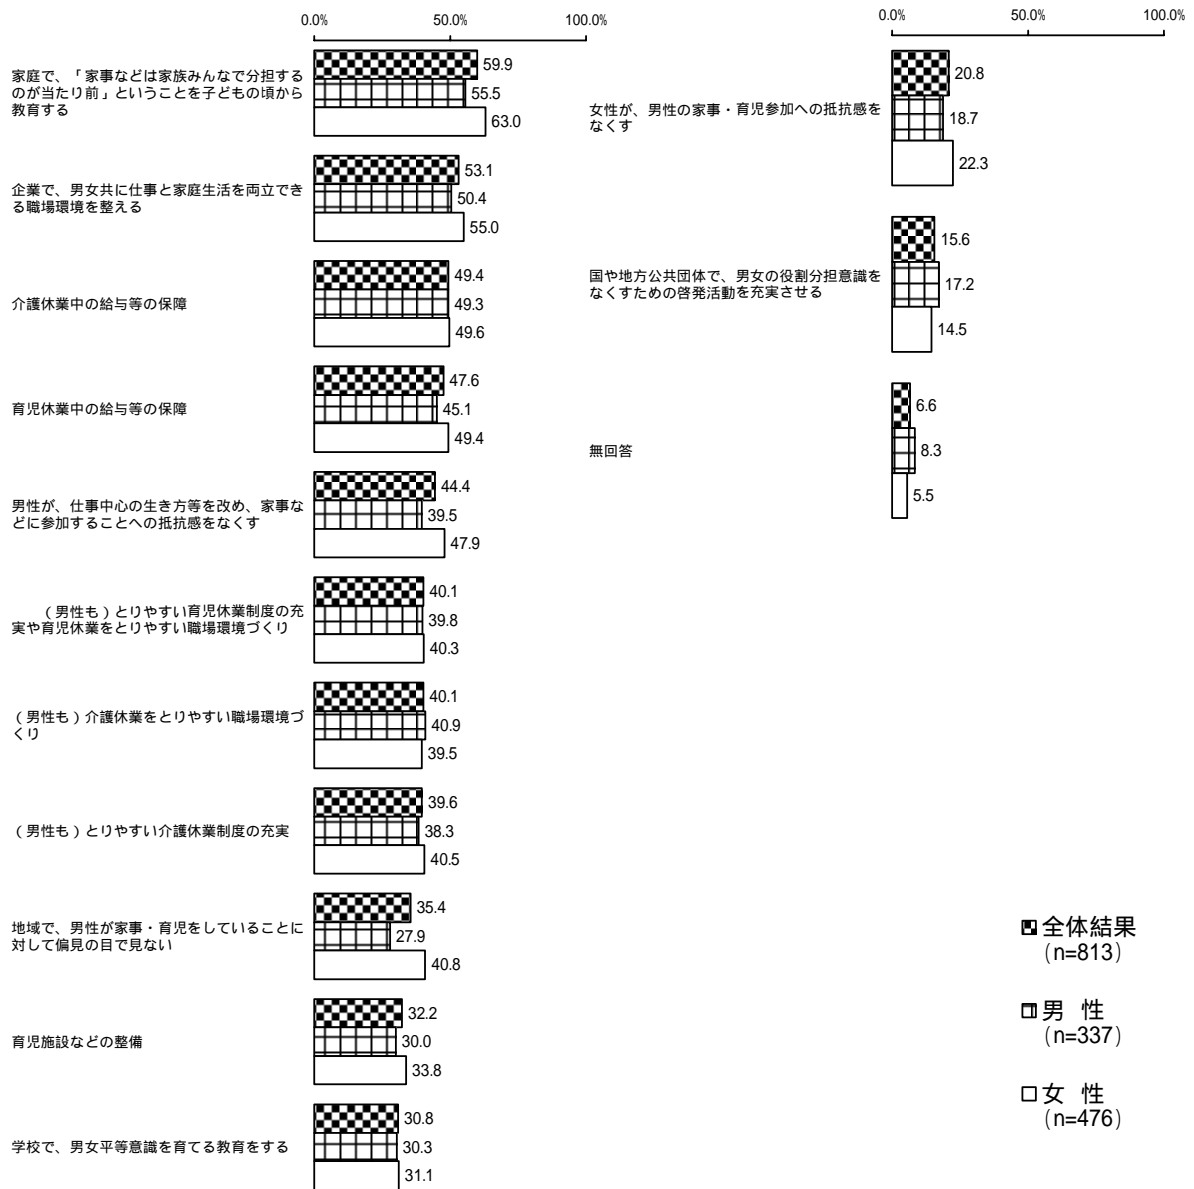 0.0%
50.0%
100.0%
家庭で、「家事などは家族みんなで分担する
のが当たり前」ということを子どもの頃から
教育する
59.9
55.5
63.0
企業で、男女共に仕事と家庭生活を両立でき
る職場環境を整える
53.1
50.4
55.0
介護休業中の給与等の保障
49.4
49.3
49.6
育児休業中の給与等の保障
47.6
45.1
49.4
男性が、仕事中心の生き方等を改め、家事な
どに参加することへの抵抗感をなくす
44.4
39.5
47.9
(男性も)とりやすい育児休業制度の充
実や育児休業をとりやすい職場環境づくり
40.1
39.8
40.3
(男性も)介護休業をとりやすい職場環境づ
くり
40.1
40.9
39.5
(男性も)とりやすい介護休業制度の充実
39.6
38.3
40.5
地域で、男性が家事・育児をしていることに
対して偏見の目で見ない
35.4
27.9
40.8
育児施設などの整備
32.2
30.0
33.8
学校で、男女平等意識を育てる教育をする
30.8
30.3
31.1
0.0%
50.0%
100.0%
女性が、男性の家事・育児参加への抵抗感を
なくす
20.8
18.7
22.3
国や地方公共団体で、男女の役割分担意識を
なくすための啓発活動を充実させる
15.6
17.2
14.5
無回答
6.6
8.3
5.5
全体結果
(n=813)
男 性
(n=337)
女 性
(n=476)